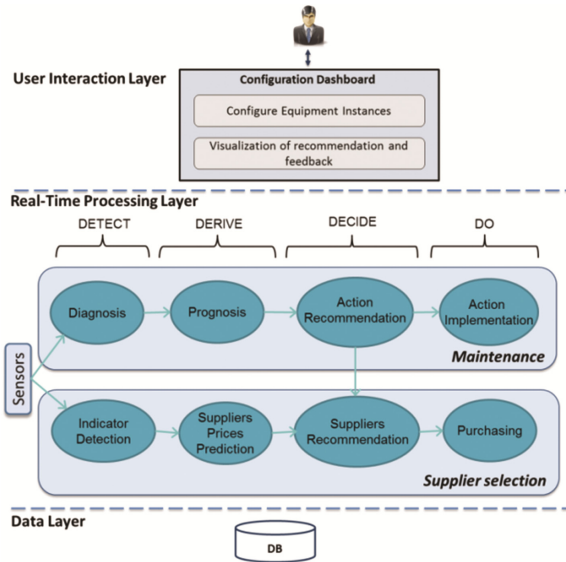 User Interaction Layer
Configuration Dashboard
Configure Equipment Instances
Visualization of recommendation and
feedback
Real-Time Processing Layer
DETECT
DERIVE
DECIDE
DO
Sensors
Diagnosis
Prognosis
Action
Recommendation
Action
Implementation
Maintenance
Indicator
Detection
Suppliers
Prices
Prediction
Suppliers
Recommendation
Purchasing
Supplier selection
Data Layer
DB